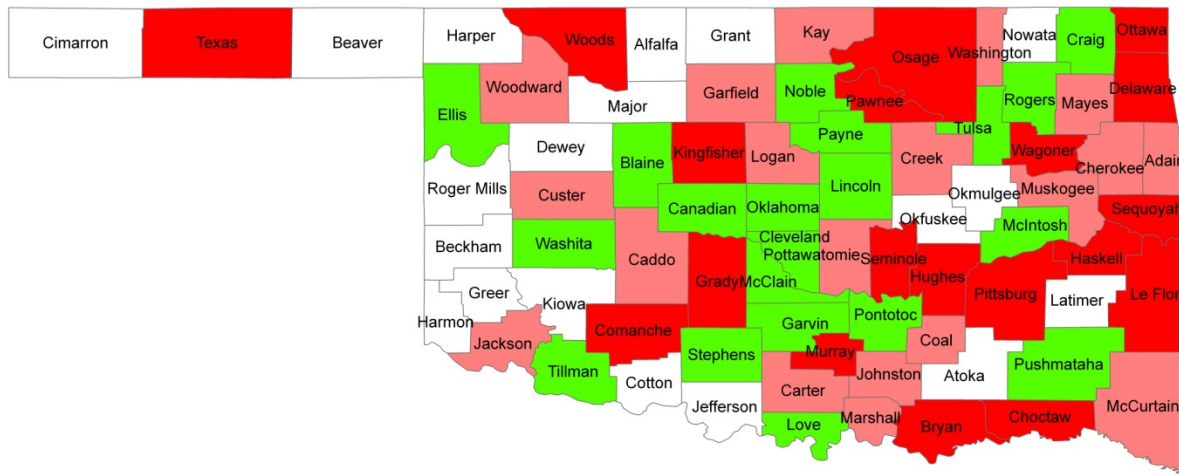 Cimarron
Texas
Beaver
Harper
Woods
Alfalfa
Grant
Kay
Osage
Washington
Nowata
Craig
Ottawa
Woodward
Major
Garfield
Noble
Pawnee
Rogers
Mayes
Delaware
Ellis
Dewey
Blaine
Kingfisher
Logan
Payne
Creek
Tulsa
Wagoner
Cherokee
Adair
Roger Mills
Custer
Canadian
Oklahoma
Lincoln
Okmulgee
Muskogee
Okfuskee
McIntosh
Sequoyah
Beckham
Washita
Caddo
Cleveland
Pottawatomie
Seminole
Hughes
Haskell
Grady
McClain
Pittsburg
Latimer
Le Flor
Greer
Kiowa
Harmon
Jackson
Comanche
Garvin
Pontotoc
Coal
Murray
Stephens
Tillman
Cotton
Carter
Johnston
Atoka
Pushmataha
McCurtain
Jefferson
Love
Marshall
Bryan
Choctaw